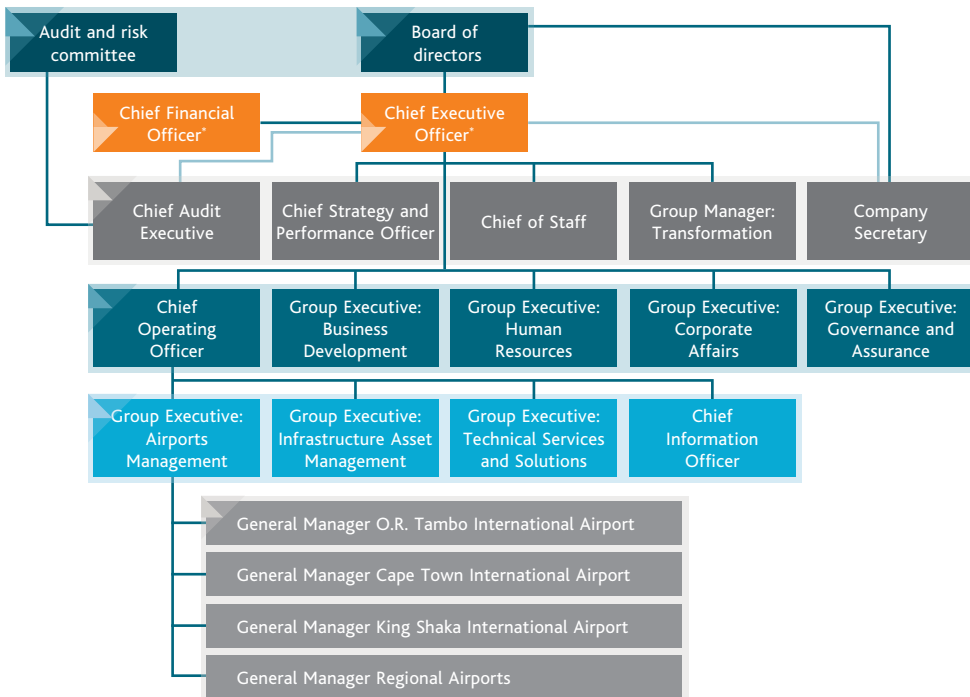 Audit and risk
committee
Board of
directors
Chief Financial
Officer*
Chief Executive
Officer*
Chief Audit
Executive
Chief Strategy and
Performance Officer
Chief of Staff
Group Manager:
Transformation
Company
Secretary
Chief
Operating
Officer
Group Executive:
Business
Development
Group Executive:
Human
Resources
Group Executive:
Corporate
Affairs
Group Executive:
Governance and
Assurance
Group Executive:
Airports
Management
Group Executive:
Infrastructure Asset
Management
Group Executive:
Technical Services
and Solutions
Chief
Information
Officer
General Manager O.R. Tambo International Airport
General Manager Cape Town International Airport
General Manager King Shaka International Airport
General Manager Regional Airports